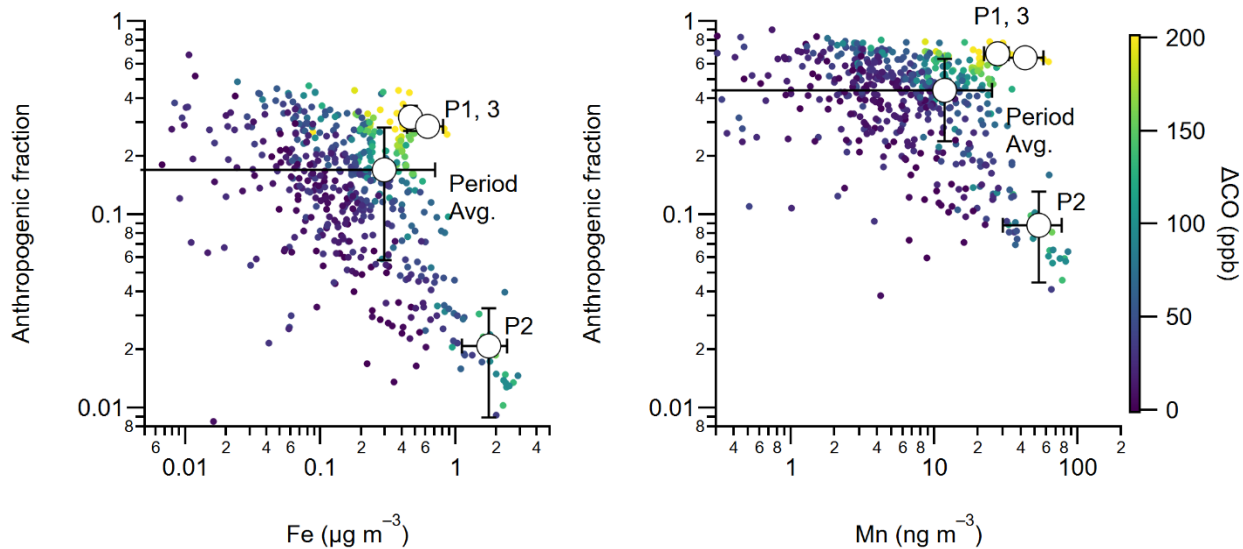 Anthropogenic fraction
1
8
6
4
2
0.1
8
6
4
2
0.01
8
P1, 3
Period
Avg.
P2
6 8 2 4 6 8 2 4 6 8 2 4
0.01 0.1 1
Fe (µg m⁻³)
Anthropogenic fraction
1
8
6
4
2
0.1
8
6
4
2
0.01
8
P1, 3
Period
Avg.
P2
4 6 8 2 4 6 8 2 4 6 8 2
1 10 100
Mn (ng m⁻³)
200
150
100
50
0
ΔCO (ppb)